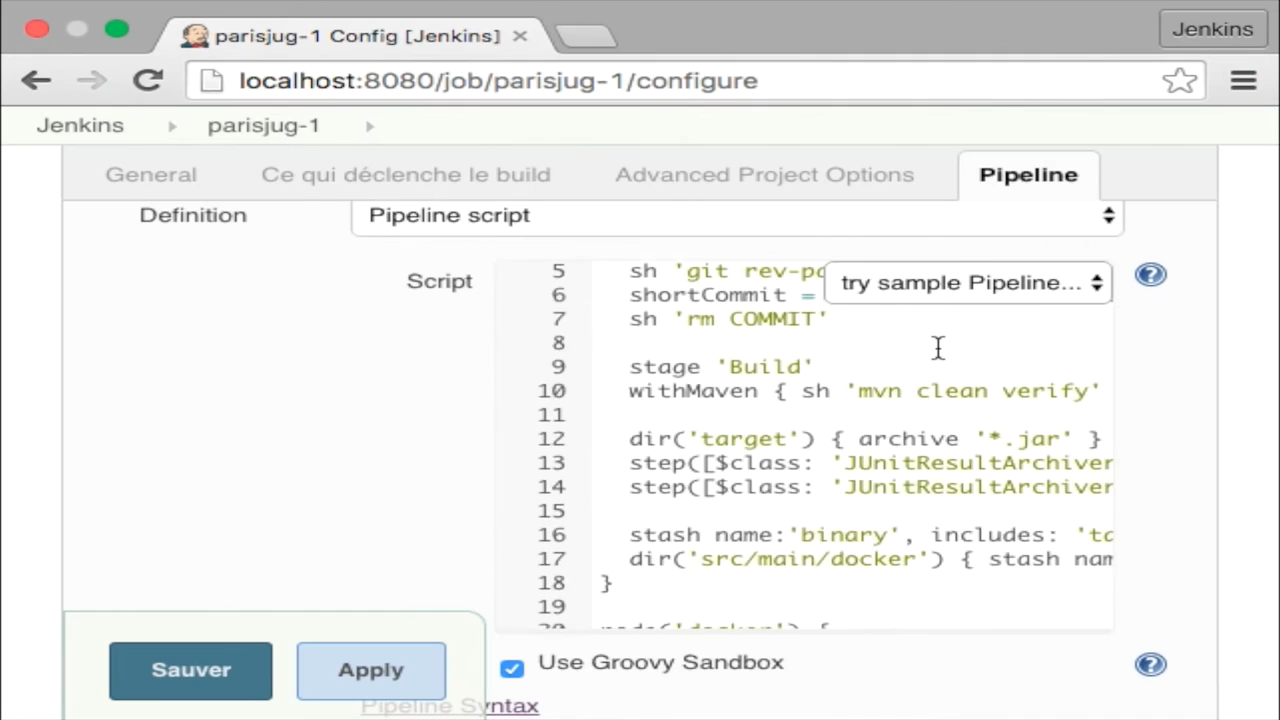 parisjug-1 Config [Jenkins]
Jenkins
localhost:8080/job/parisjug-1/configure
Jenkins parisjug-1
General Ce qui déclenche le build Advanced Project Options Pipeline
Definition Pipeline script
Script
try sample Pipeline...
5 sh 'git
6 shortCommit =
7 sh 'rm COMMIT'
8
9 stage 'Build'
10 withMaven { sh 'mvn clean verify'
11
12 dir('target') { archive '*.jar' }
13 step([$class: 'JUnitResultArchiver
14 step([$class: 'JUnitResultArchiver
15
16 stash name:'binary', includes:
17 dir('src/main/docker') { stash
18 }
19
20 node('docker') {
Sauver Apply
Use Groovy Sandbox
Pipeline Syntax